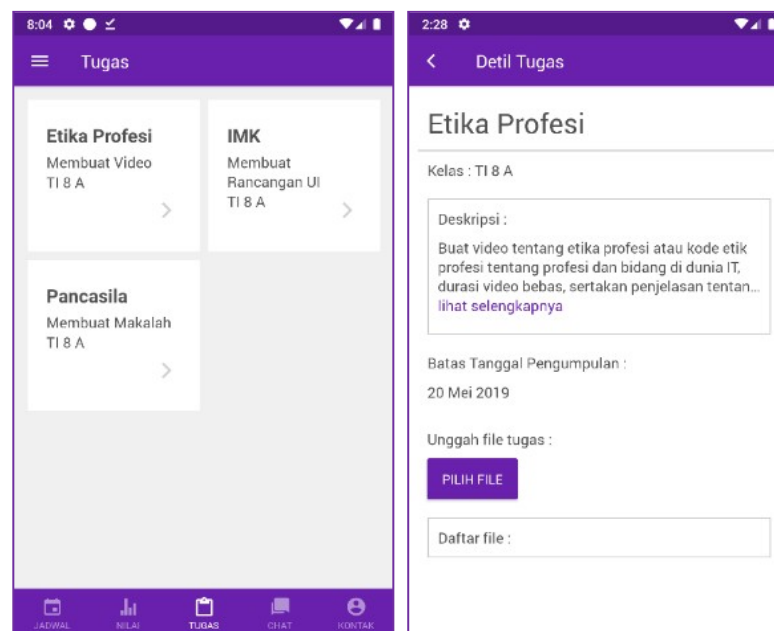 8:04
Tugas
Etika Profesi
Membuat Video
TI 8 A
IMK
Membuat
Rancangan UI
TI 8 A
Pancasila
Membuat Makalah
TI 8 A
JADWAL
NILAI
TUGAS
CHAT
KONTAK
2:28
Detil Tugas
Etika Profesi
Kelas : TI 8 A
Deskripsi :
Buat video tentang etika profesi atau kode etik
profesi tentang profesi dan bidang di dunia IT,
durasi video bebas, sertakan penjelasan tentan...
lihat selengkapnya
Batas Tanggal Pengumpulan :
20 Mei 2019
Unggah file tugas :
PILIH FILE
Daftar file :